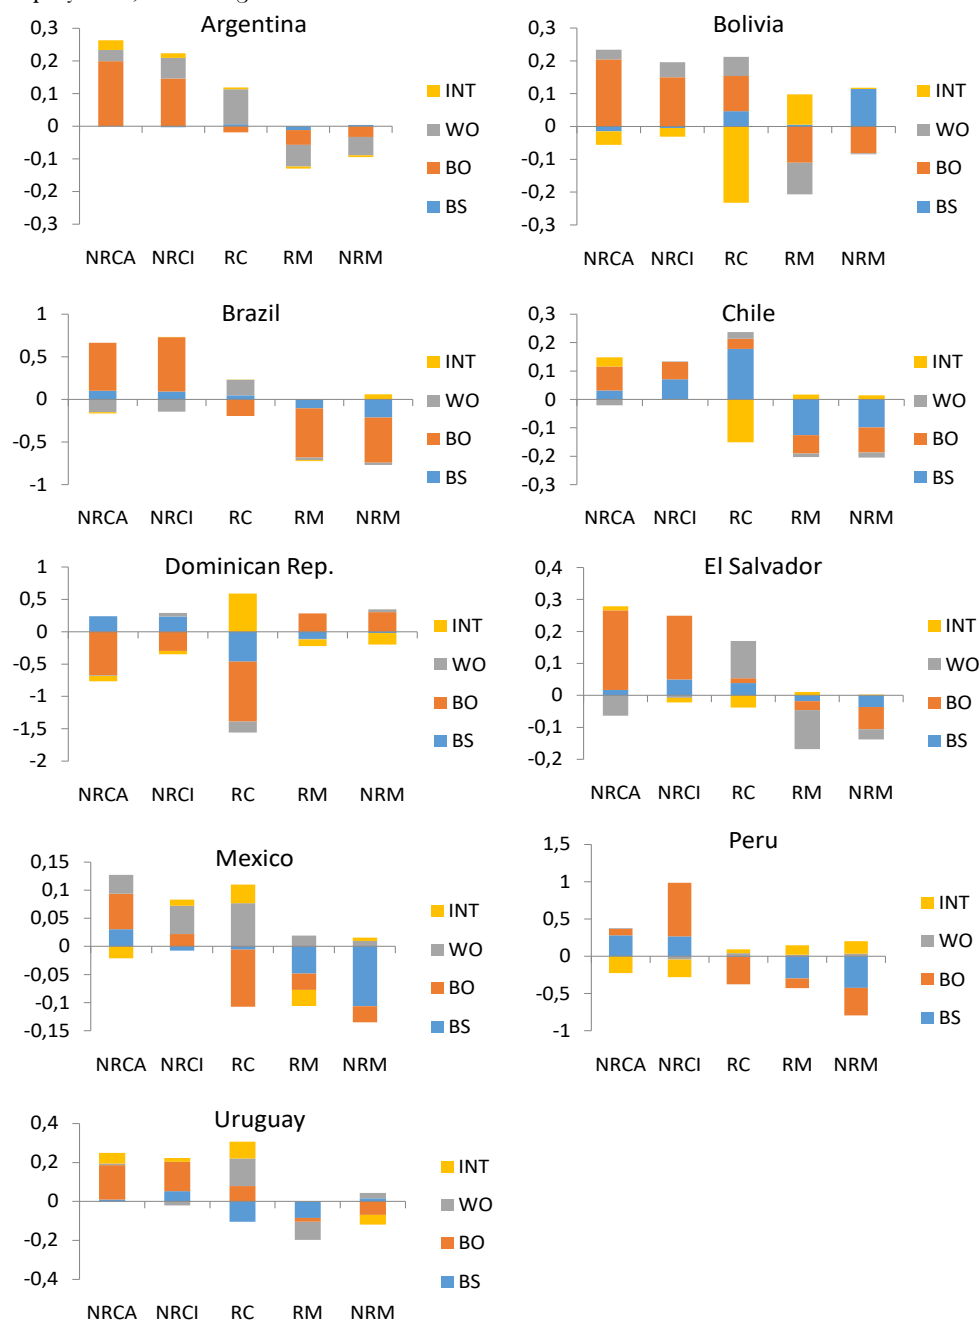 Argentina
0,3
0,2
0,1
0
-0,1
-0,2
-0,3
NRCA NRCI RC RM NRM
INT
WO
BO
BS
Bolivia
0,3
0,2
0,1
0
-0,1
-0,2
-0,3
NRCA NRCI RC RM NRM
INT
WO
BO
BS
Brazil
1
0,5
0
-0,5
-1
NRCA NRCI RC RM NRM
INT
WO
BO
BS
Chile
0,3
0,2
0,1
0
-0,1
-0,2
-0,3
NRCA NRCI RC RM NRM
INT
WO
BO
BS
Dominican Rep.
1
0,5
0
-0,5
-1
-1,5
-2
NRCA NRCI RC RM NRM
INT
WO
BO
BS
El Salvador
0,4
0,3
0,2
0,1
0
-0,1
-0,2
NRCA NRCI RC RM NRM
INT
WO
BO
BS
Mexico
0,15
0,1
0,05
0
-0,05
-0,1
-0,15
NRCA NRCI RC RM NRM
INT
WO
BO
BS
Peru
1,5
1
0,5
0
-0,5
-1
NRCA NRCI RC RM NRM
INT
WO
BO
BS
Uruguay
0,4
0,2
0
-0,2
-0,4
NRCA NRCI RC RM NRM
INT
WO
BO
BS